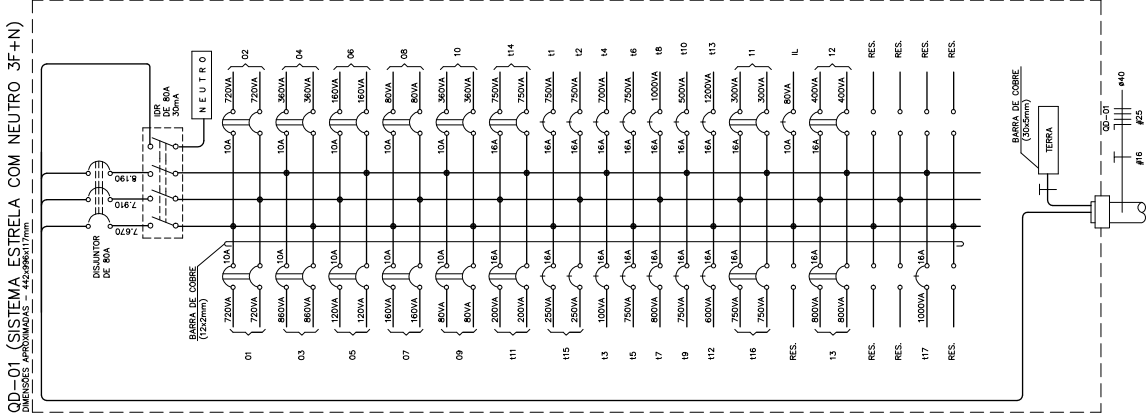 QD-01 (SISTEMA ESTRELA COM NEUTRO 3F+N)
DIMENSÕES APROXIMADAS - 442x996x117mm
DISJUNTOR
DE 80A
8.190
7.910
7.670
IDR
DE 80A
30mA
NEUTRO
BARRA DE COBRE
(12x2mm)
02
720VA
720VA
10A
04
360VA
360VA
10A
06
160VA
160VA
10A
08
80VA
80VA
10A
10
360VA
360VA
10A
t14
750VA
750VA
16A
t1
750VA
16A
t2
750VA
16A
t4
700VA
16A
t6
750VA
16A
t8
1000VA
16A
t10
500VA
16A
t13
1200VA
16A
11
300VA
300VA
16A
IL
80VA
10A
12
400VA
400VA
16A
RES.
RES.
RES.
RES.
01
720VA
720VA
10A
03
860VA
860VA
10A
05
120VA
120VA
10A
07
160VA
160VA
10A
09
80VA
80VA
10A
t11
200VA
200VA
16A
t15
250VA
250VA
16A
16A
t3
100VA
16A
t5
750VA
16A
t7
800VA
16A
t9
750VA
16A
t12
600VA
16A
t16
750VA
750VA
16A
RES.
13
800VA
800VA
16A
RES.
RES.
t17
1000VA
16A
RES.
BARRA DE COBRE
(30x5mm)
TERRA
QD-01
#16
#25
ø40